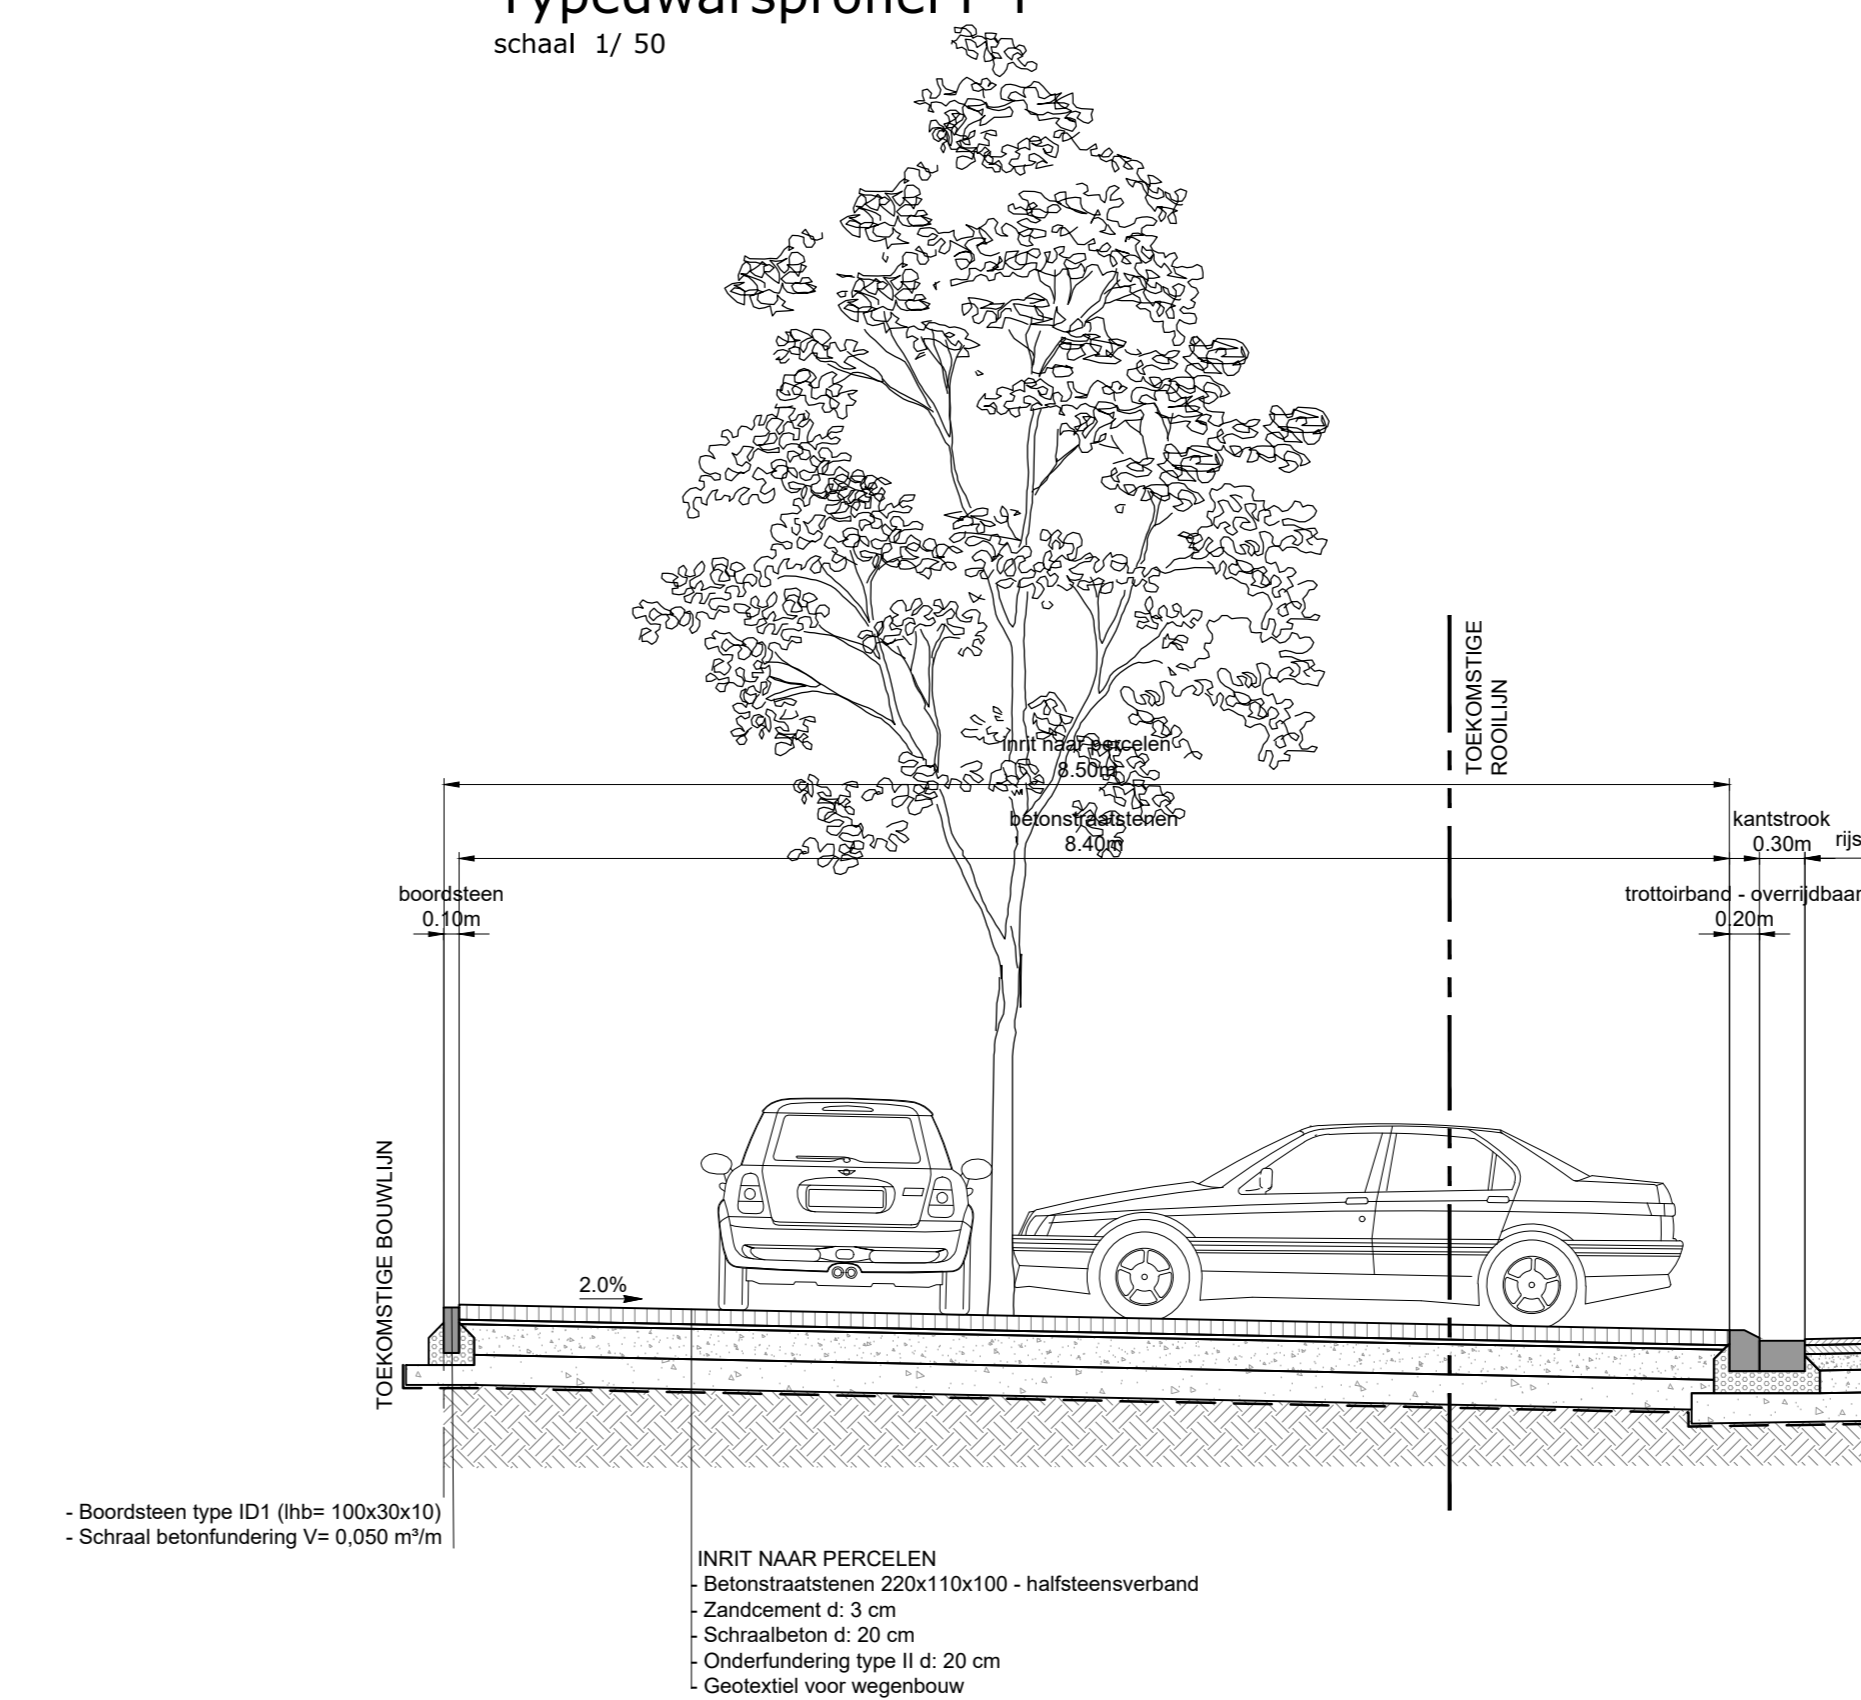 schaal 1/ 50
TOEKOMSTIGE
ROOILIJN
inrit naar percelen
8.50m
betonstraatstenen
8.40m
kantstrook
0.30m
boordsteen
0.10m
trottoirband - overrijdbaar
0.20m
TOEKOMSTIGE BOUWLIJN
2.0%
- Boordsteen type ID1 (lhb= 100x30x10)
- Schraal betonfundering V= 0,050 m³/m
INRIT NAAR PERCELEN
- Betonstraatstenen 220x110x100 - halfsteensverband
- Zandcement d: 3 cm
- Schraalbeton d: 20 cm
- Onderfundering type II d: 20 cm
- Geotextiel voor wegenbouw